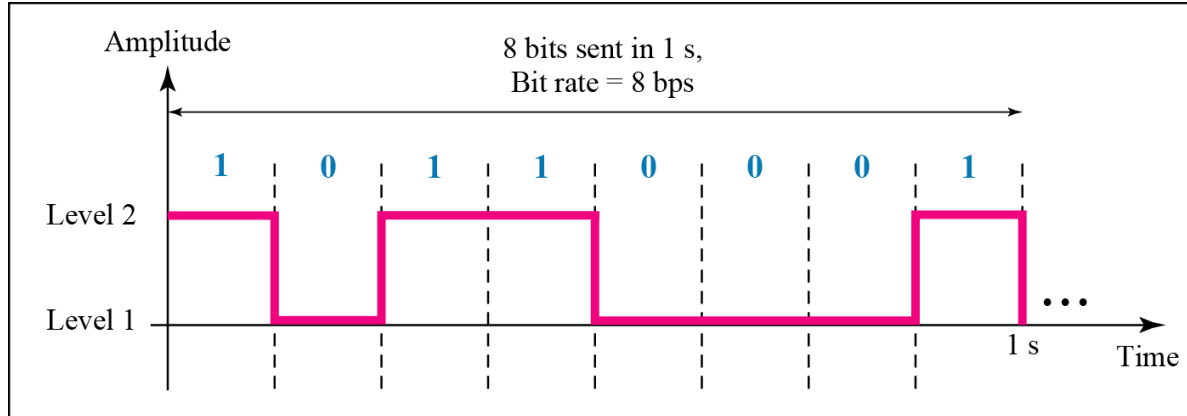 Amplitude
8 bits sent in 1 s,
Bit rate = 8 bps
1 0 1 1 0 0 0 1
Level 2
Level 1
...
1 s
Time